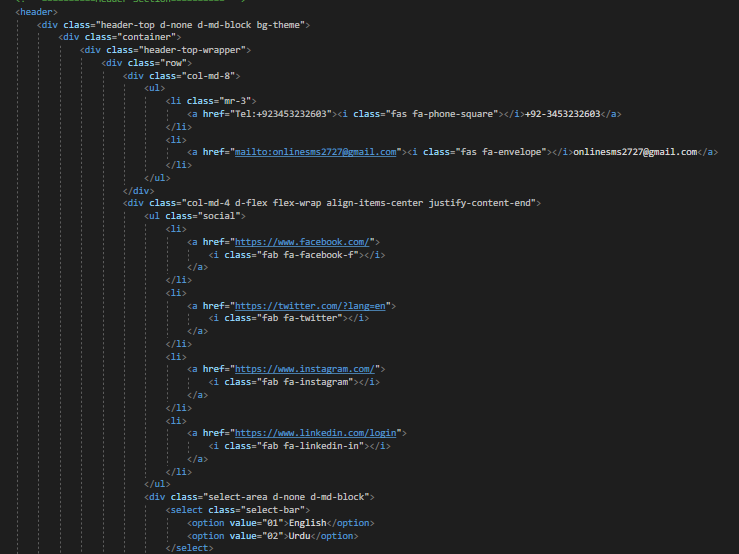 <!-- ==========Header Section========== -->
<header>
<div class="header-top d-none d-md-block bg-theme">
<div class="container">
<div class="header-top-wrapper">
<div class="row">
<div class="col-md-8">
<ul>
<li class="mr-3">
<a href="Tel:+923453232603"><i class="fas fa-phone-square"></i>+92-3453232603</a>
</li>
<li>
<a href="mailto:onlinesms2727@gmail.com"><i class="fas fa-envelope"></i>onlinesms2727@gmail.com</a>
</li>
</ul>
</div>
<div class="col-md-4 d-flex flex-wrap align-items-center justify-content-end">
<ul class="social">
<li>
<a href="https://www.facebook.com/">
<i class="fab fa-facebook-f"></i>
</a>
</li>
<li>
<a href="https://twitter.com/?lang=en">
<i class="fab fa-twitter"></i>
</a>
</li>
<li>
<a href="https://www.instagram.com/">
<i class="fab fa-instagram"></i>
</a>
</li>
<li>
<a href="https://www.linkedin.com/login">
<i class="fab fa-linkedin-in"></i>
</a>
</li>
</ul>
<div class="select-area d-none d-md-block">
<select class="select-bar">
<option value="01">English</option>
<option value="02">Urdu</option>
</select>